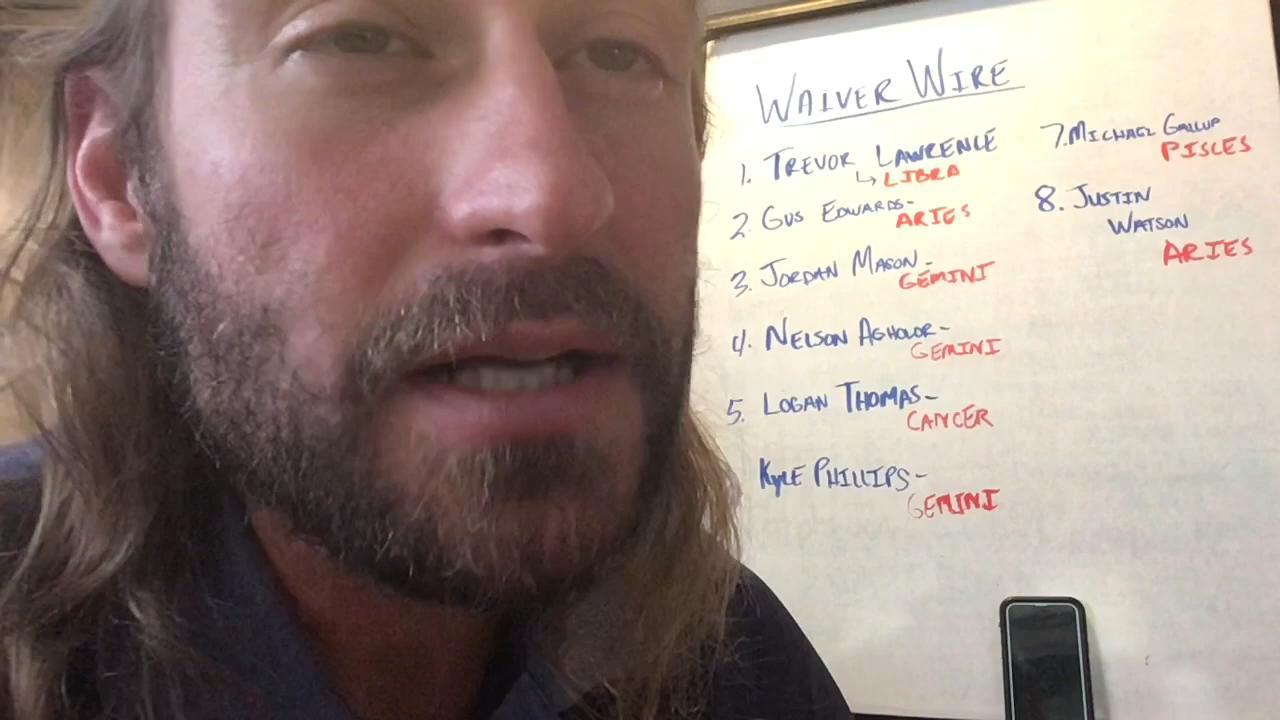 WAIVER WIRE
1. TREVOR LAWRENCE
↳ LIBRA
2. GUS EDWARDS-
ARIES
3. JORDAN MASON-
GEMINI
4. NELSON AGHOLOR-
GEMINI
5. LOGAN THOMAS-
CANCER
KYLE PHILLIPS-
GEMINI
7. MICHAEL GALLUP
PISCES
8. JUSTIN
WATSON
ARIES